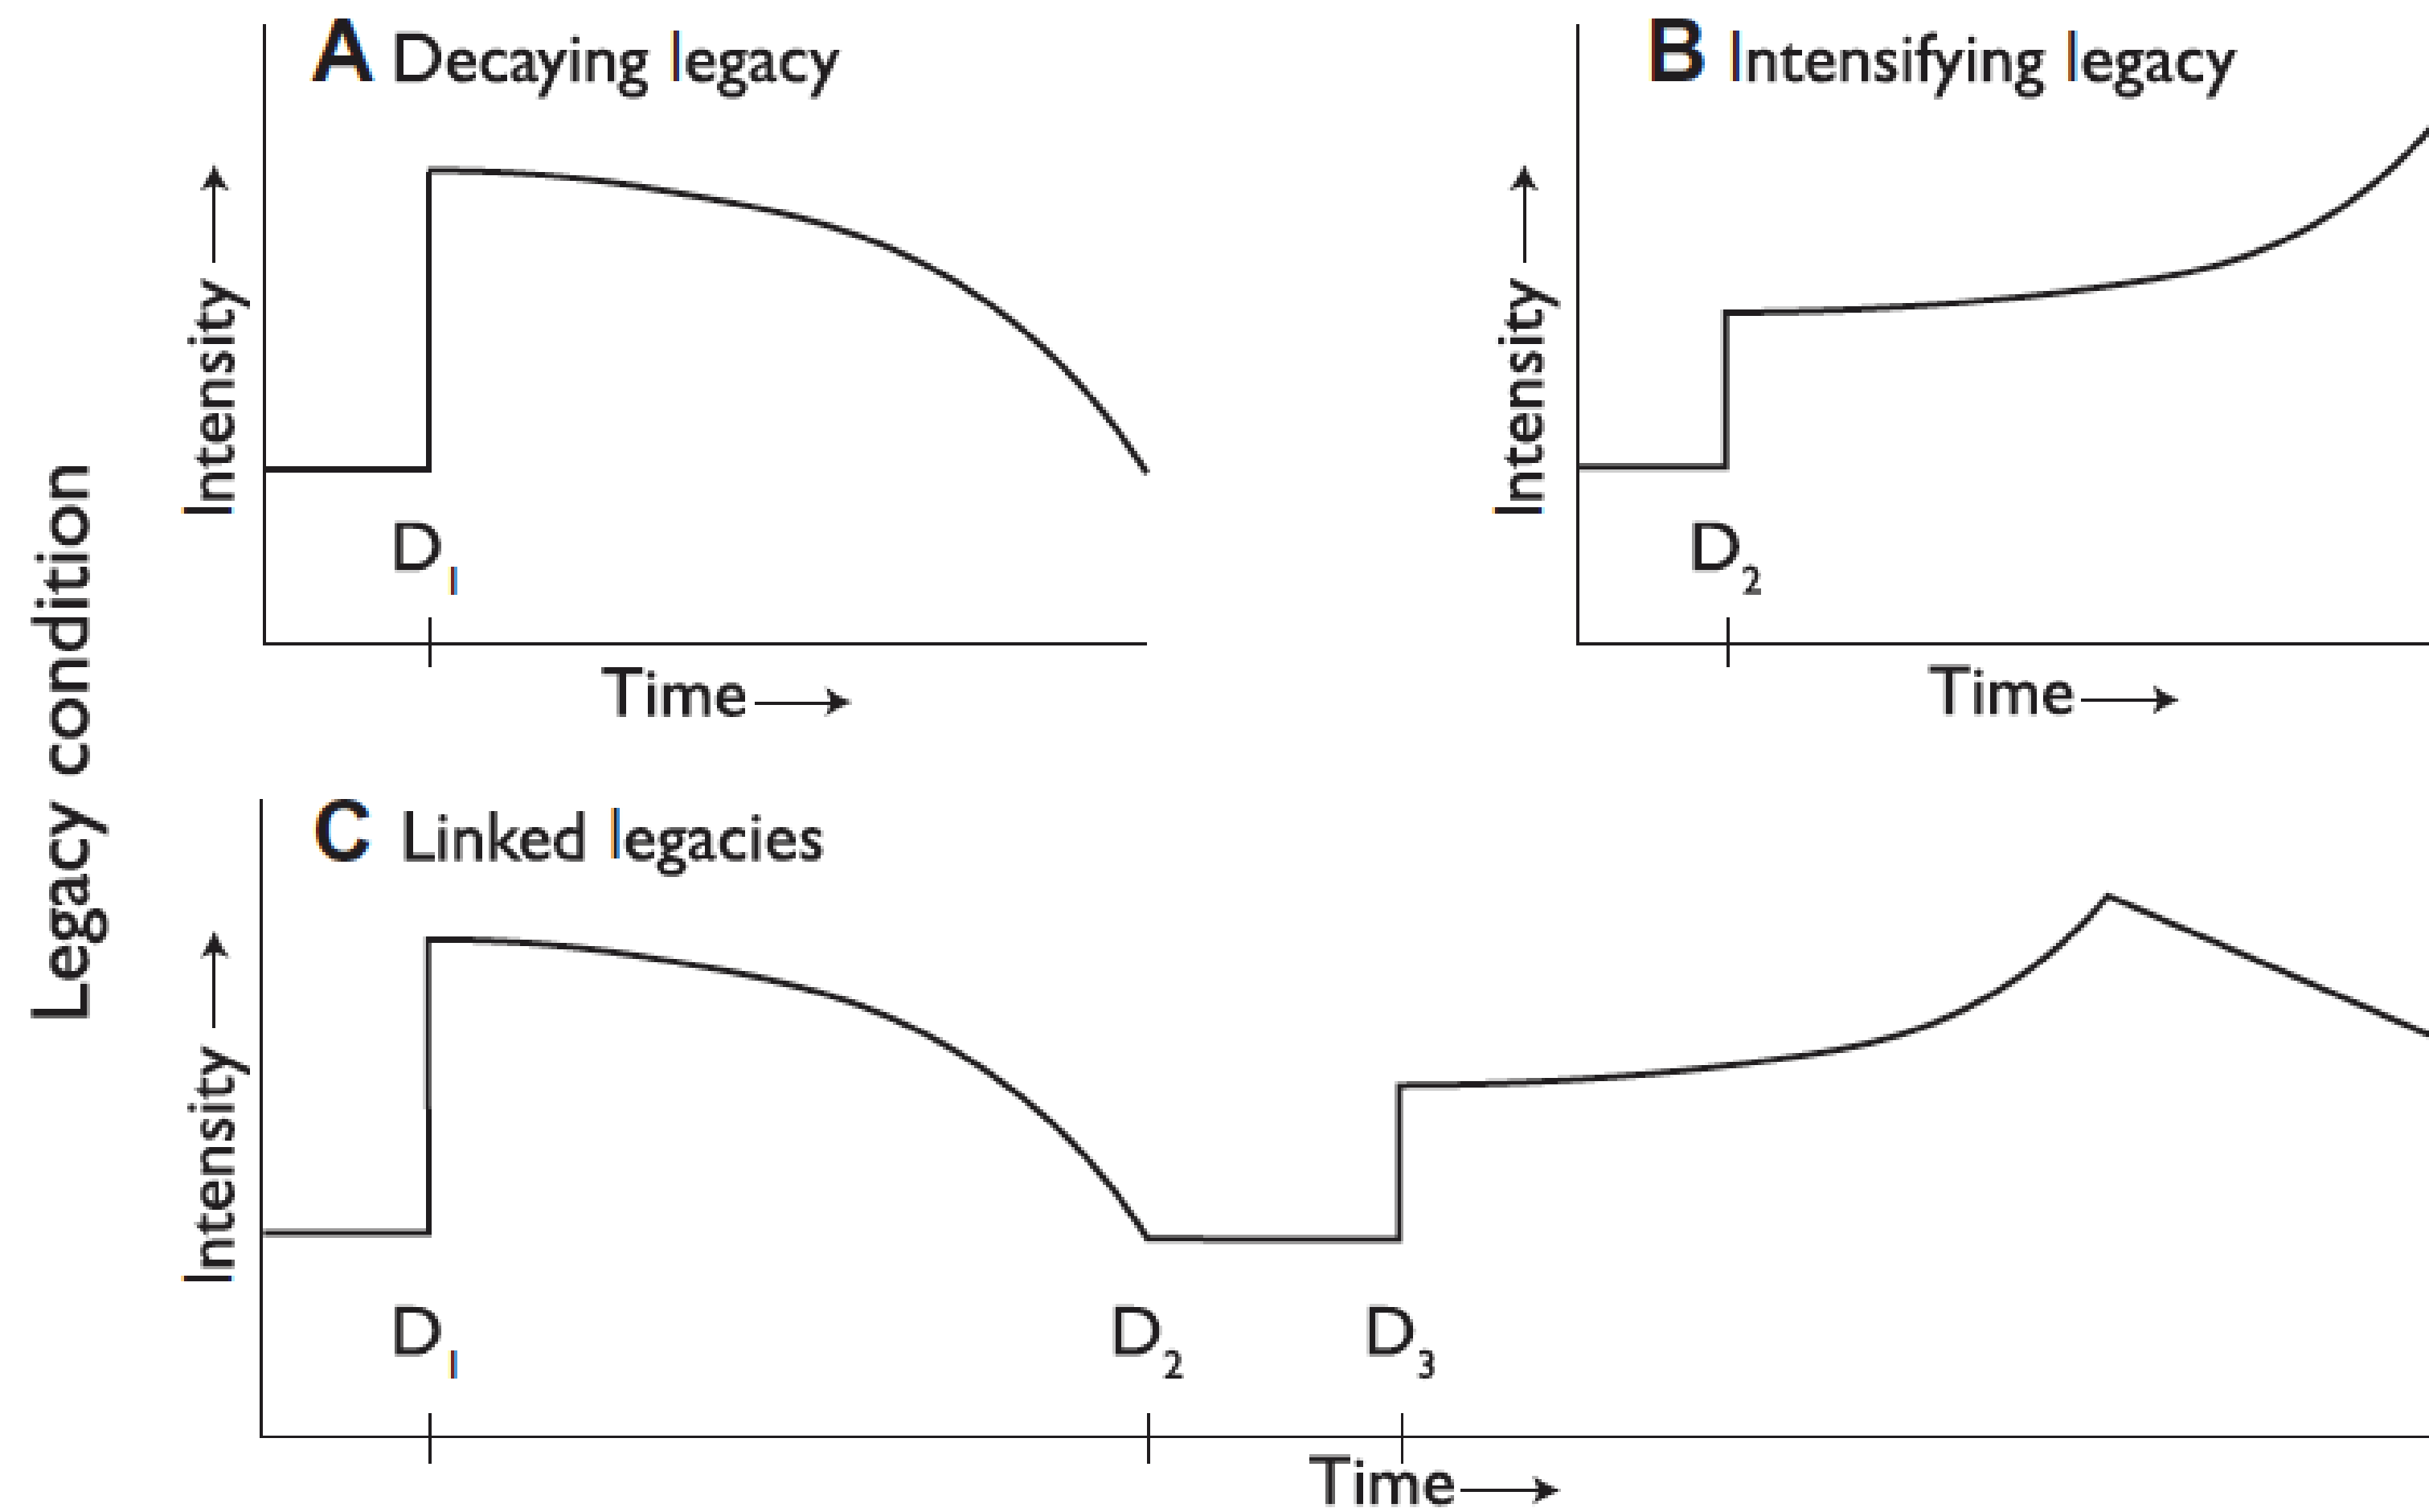 A Decaying legacy
Intensity
D1
Time
B Intensifying legacy
Intensity
D2
Time
Legacy condition
C Linked legacies
Intensity
D1
D2
D3
Time